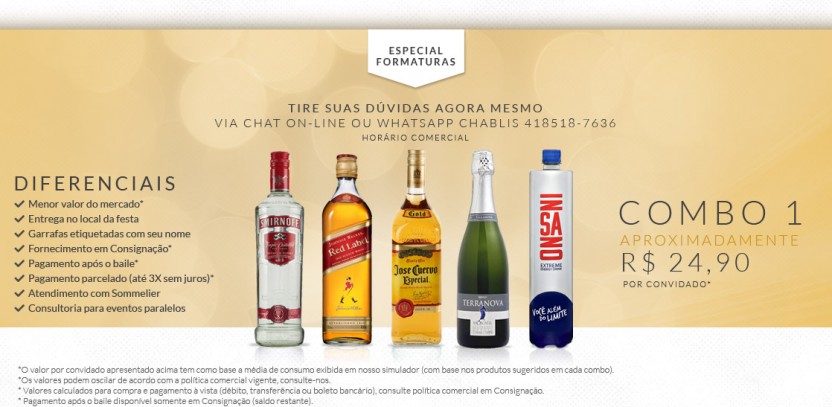 ESPECIAL
FORMATURAS
TIRE SUAS DÚVIDAS AGORA MESMO
VIA CHAT ON-LINE OU WHATSAPP CHABLIS 418518-7636
HORÁRIO COMERCIAL
DIFERENCIAIS
Menor valor do mercado*
Entrega no local da festa
Garrafas etiquetadas com seu nome
Fornecimento em Consignação*
Pagamento após o baile*
Pagamento parcelado (até 3X sem juros)*
Atendimento com Sommelier
Consultoria para eventos paralelos
SMIRNOFF
Red Label
Gold
Jose Cuervo
Especial
TERRANOVA
INSANO
EXTREME
ENERGY DRINK
VOCÊ ALÉM
DO LIMITE
COMBO 1
APROXIMADAMENTE
R$ 24,90
POR CONVIDADO*
*O valor por convidado apresentado acima tem como base a média de consumo exibida em nosso simulador (com base nos produtos sugeridos em cada combo).
*Os valores podem oscilar de acordo com a política comercial vigente, consulte-nos.
* Valores calculados para compra e pagamento à vista (débito, transferência ou boleto bancário), consulte política comercial em Consignação.
* Pagamento após o baile disponível somente em Consignação (saldo restante).